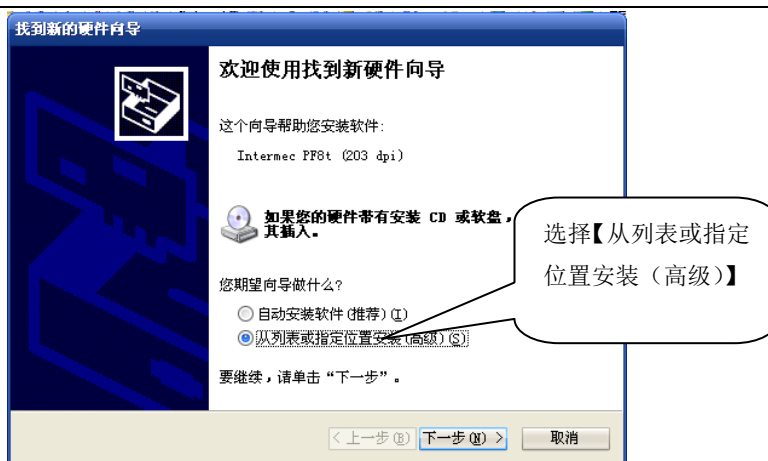 找到新的硬件向导
欢迎使用找到新硬件向导
这个向导帮助您安装软件:
Intermec PF8t (203 dpi)
如果您的硬件带有安装 CD 或软盘，
其插入。
选择【从列表或指定
位置安装（高级）】
您期望向导做什么?
自动安装软件(推荐)(I)
从列表或指定位置安装(高级)(S)
要继续，请单击“下一步”。
< 上一步(B)
下一步(N) >
取消